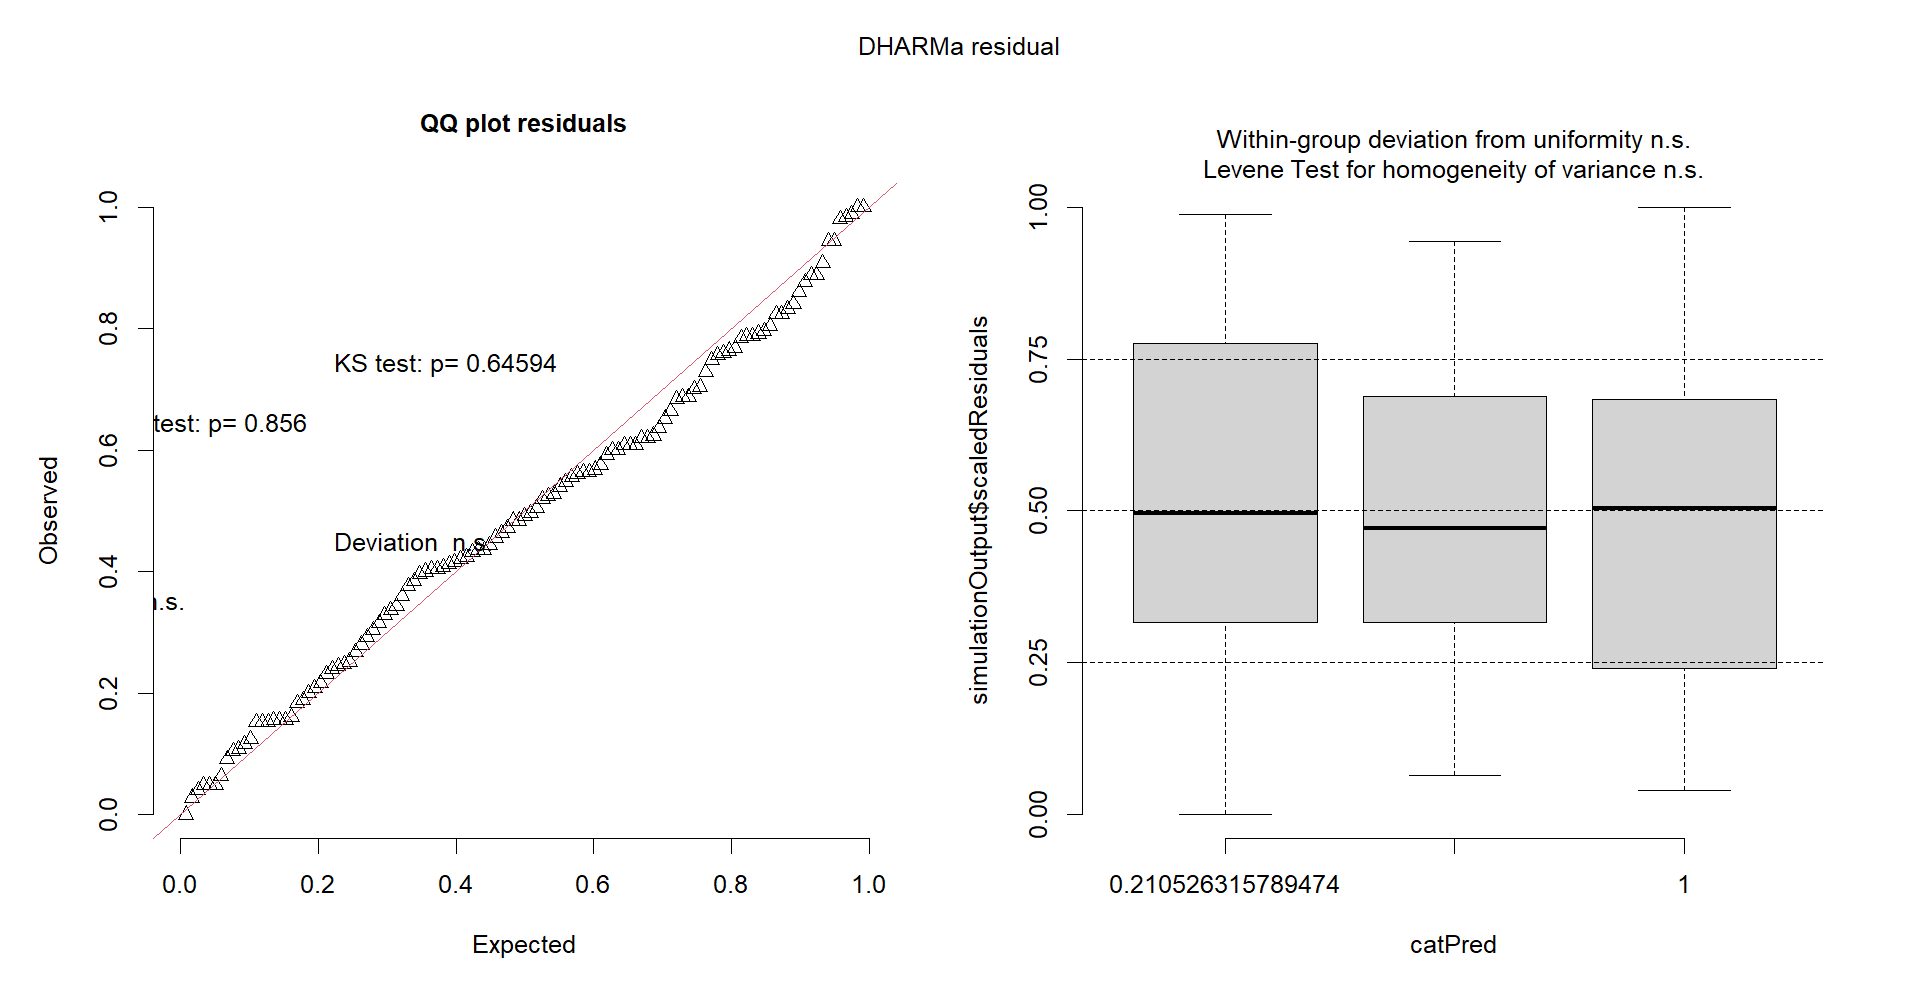 DHARMa residual
QQ plot residuals
Observed
1.0
0.8
0.6
0.4
0.2
0.0
KS test: p= 0.64594
test: p= 0.856
Deviation n.s.
n.s.
0.0 0.2 0.4 0.6 0.8 1.0
Expected
Within-group deviation from uniformity n.s.
Levene Test for homogeneity of variance n.s.
simulationOutput$scaledResiduals
1.00
0.75
0.50
0.25
0.00
0.210526315789474 1
catPred